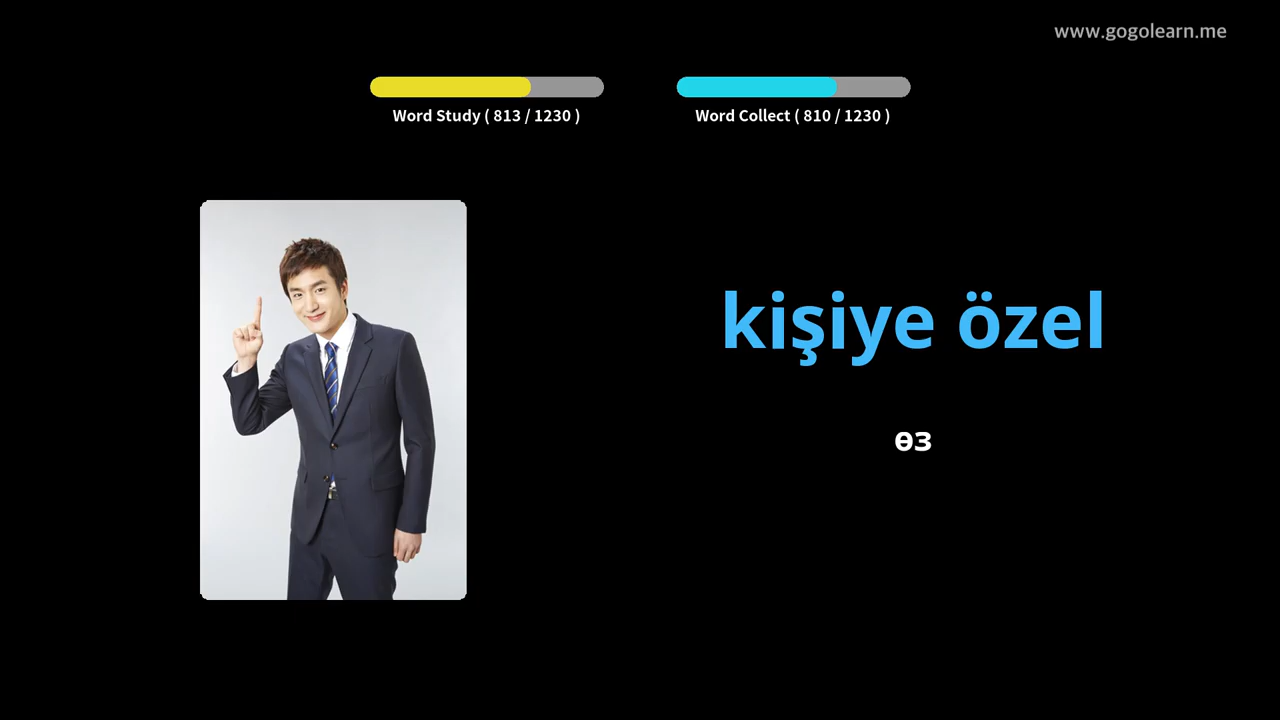 www.gogolearn.me
Word Study ( 813 / 1230 )
Word Collect ( 810 / 1230 )
kişiye özel
өз